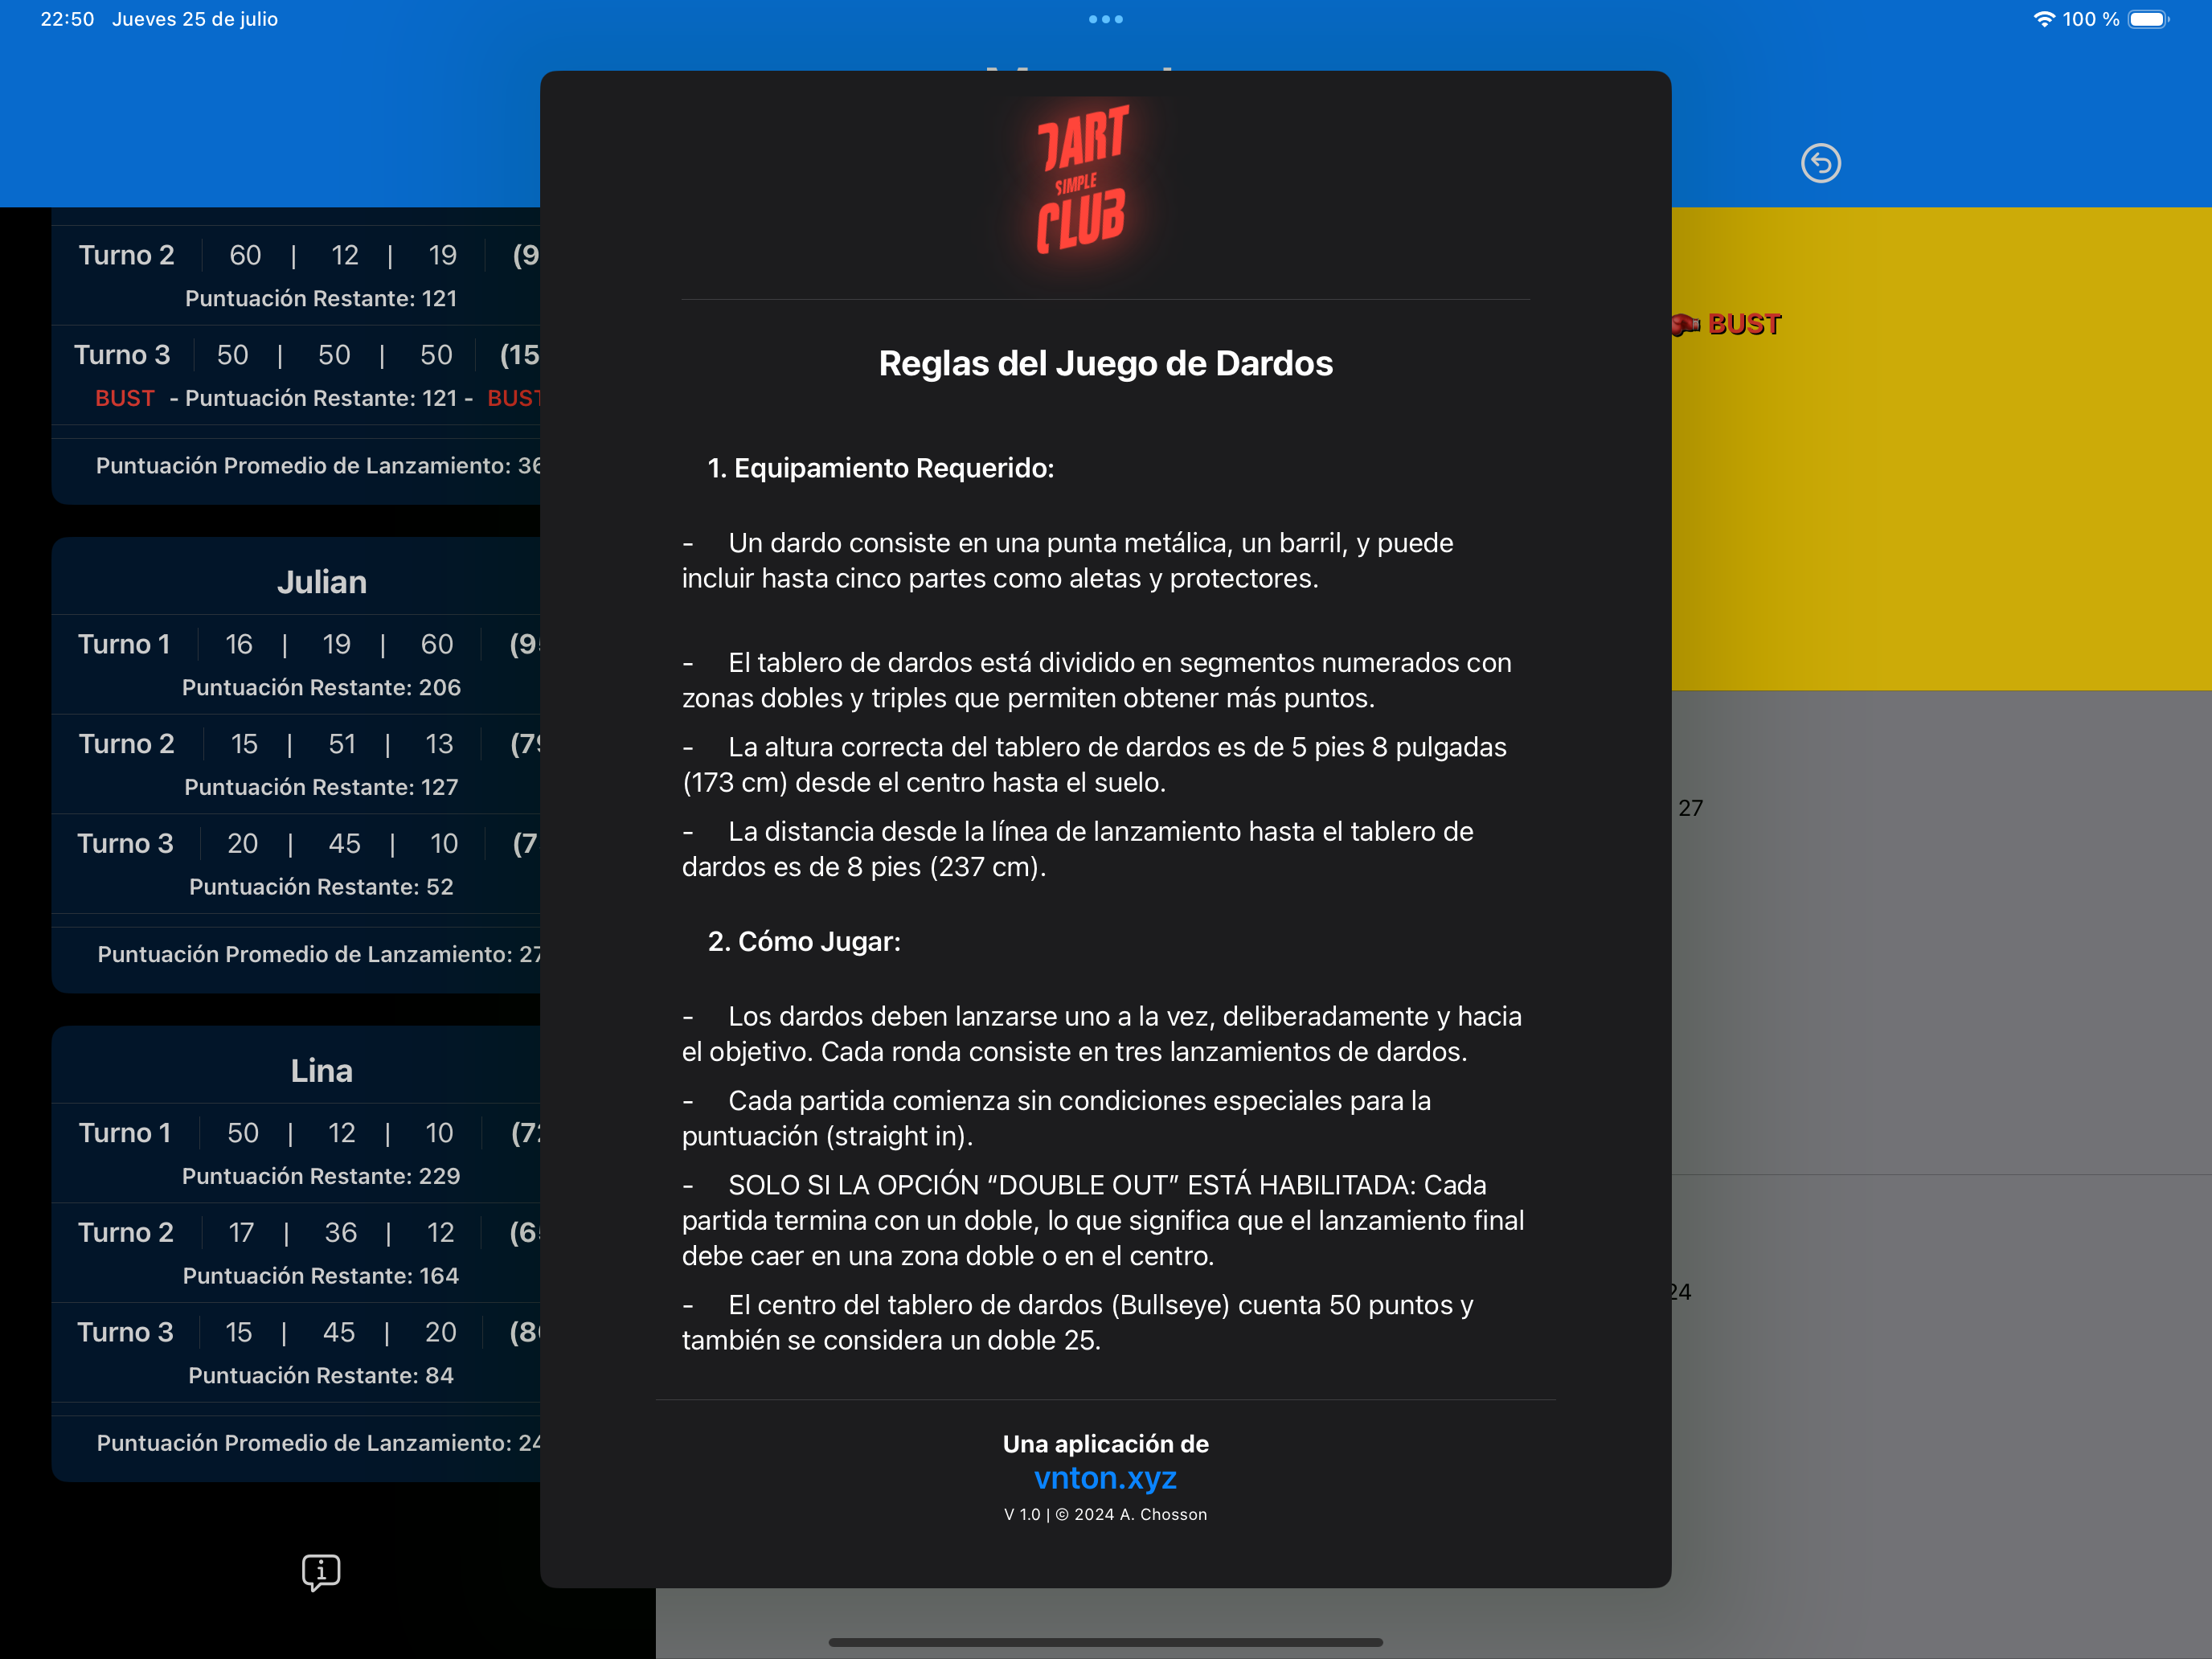 22:50 Jueves 25 de julio
100 %
Turno 2 60 | 12 | 19 (9
Puntuación Restante: 121
Turno 3 50 | 50 | 50 (15
BUST - Puntuación Restante: 121 - BUST
Puntuación Promedio de Lanzamiento: 36
Julian
Turno 1 16 | 19 | 60 (95
Puntuación Restante: 206
Turno 2 15 | 51 | 13 (79
Puntuación Restante: 127
Turno 3 20 | 45 | 10 (7
Puntuación Restante: 52
Puntuación Promedio de Lanzamiento: 27
Lina
Turno 1 50 | 12 | 10 (72
Puntuación Restante: 229
Turno 2 17 | 36 | 12 (65
Puntuación Restante: 164
Turno 3 15 | 45 | 20 (80
Puntuación Restante: 84
Puntuación Promedio de Lanzamiento: 24
DART
SIMPLE
CLUB
Reglas del Juego de Dardos
1. Equipamiento Requerido:
- Un dardo consiste en una punta metálica, un barril, y puede
incluir hasta cinco partes como aletas y protectores.
- El tablero de dardos está dividido en segmentos numerados con
zonas dobles y triples que permiten obtener más puntos.
- La altura correcta del tablero de dardos es de 5 pies 8 pulgadas
(173 cm) desde el centro hasta el suelo.
- La distancia desde la línea de lanzamiento hasta el tablero de
dardos es de 8 pies (237 cm).
2. Cómo Jugar:
- Los dardos deben lanzarse uno a la vez, deliberadamente y hacia
el objetivo. Cada ronda consiste en tres lanzamientos de dardos.
- Cada partida comienza sin condiciones especiales para la
puntuación (straight in).
- SOLO SI LA OPCIÓN “DOUBLE OUT” ESTÁ HABILITADA: Cada
partida termina con un doble, lo que significa que el lanzamiento final
debe caer en una zona doble o en el centro.
- El centro del tablero de dardos (Bullseye) cuenta 50 puntos y
también se considera un doble 25.
Una aplicación de
vnton.xyz
V 1.0 | © 2024 A. Chosson
BUST
27
24